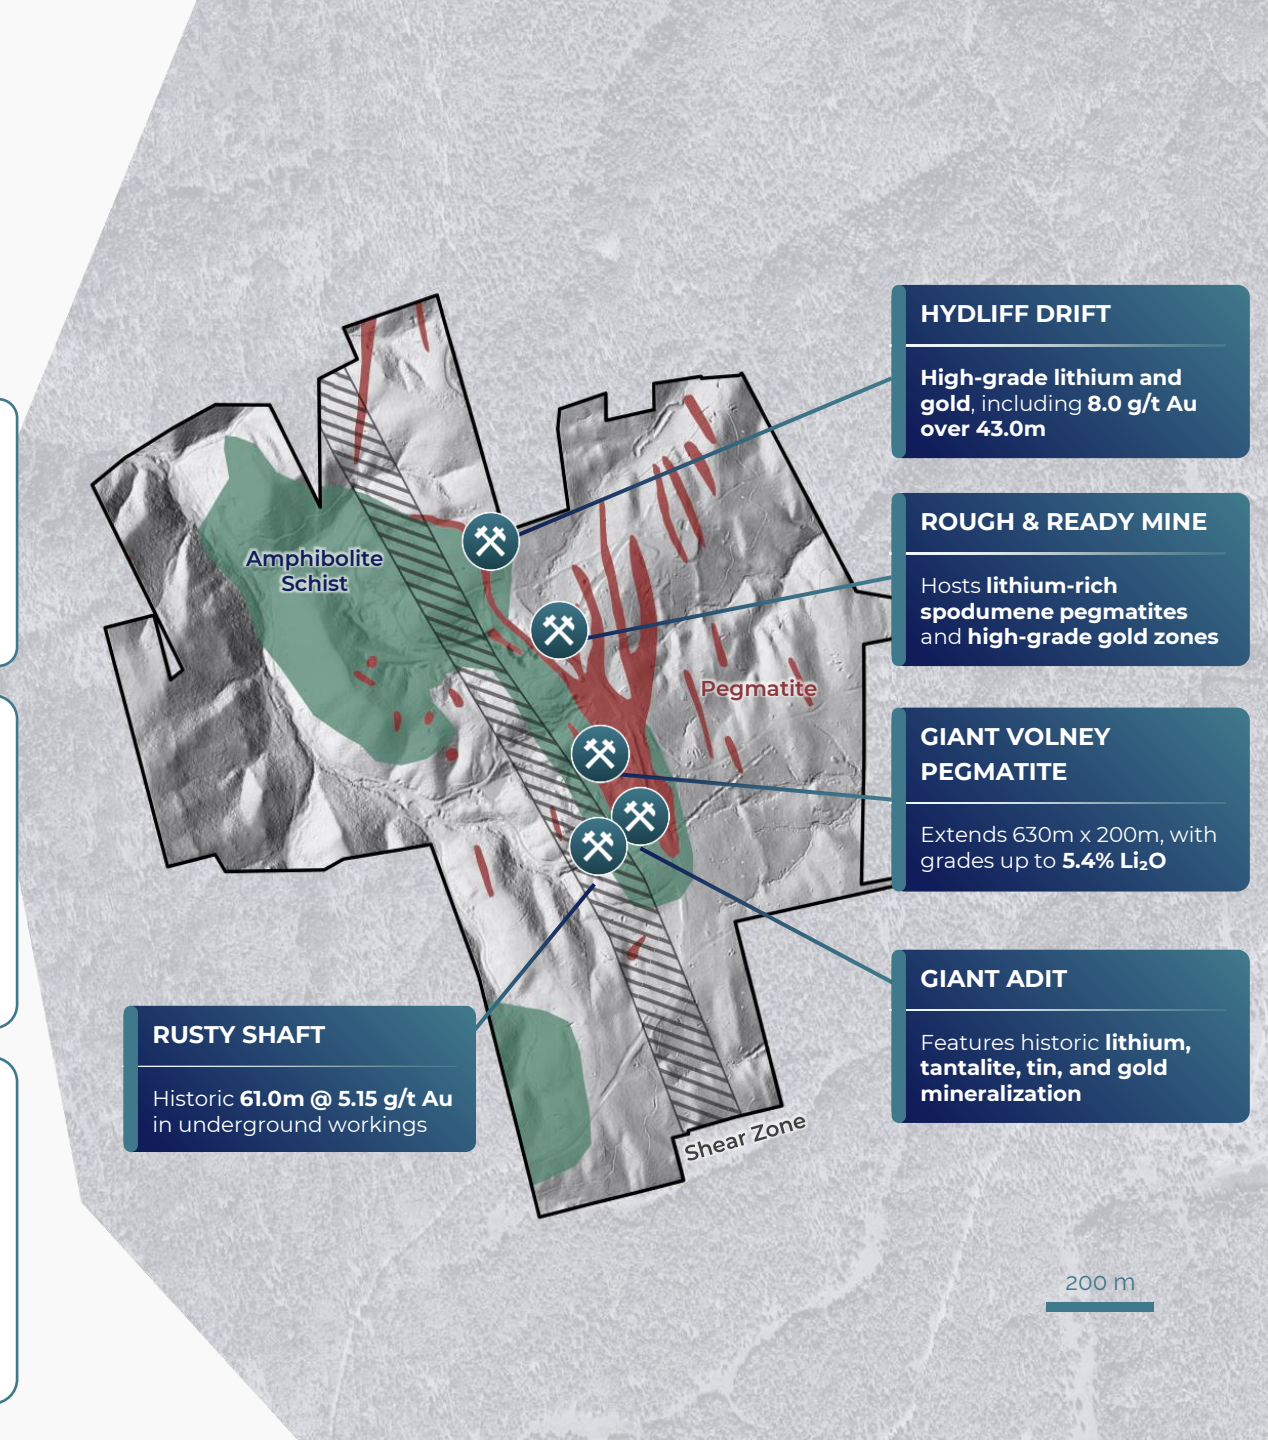 HYDLIFF DRIFT
High-grade lithium and
gold, including 8.0 g/t Au
over 43.0m
ROUGH & READY MINE
Hosts lithium-rich
spodumene pegmatites
and high-grade gold zones
Amphibolite
Schist
Pegmatite
GIANT VOLNEY
PEGMATITE
Extends 630m x 200m, with
grades up to 5.4% Li₂O
GIANT ADIT
Features historic lithium,
tantalite, tin, and gold
mineralization
RUSTY SHAFT
Historic 61.0m @ 5.15 g/t Au
in underground workings
Shear Zone
200 m